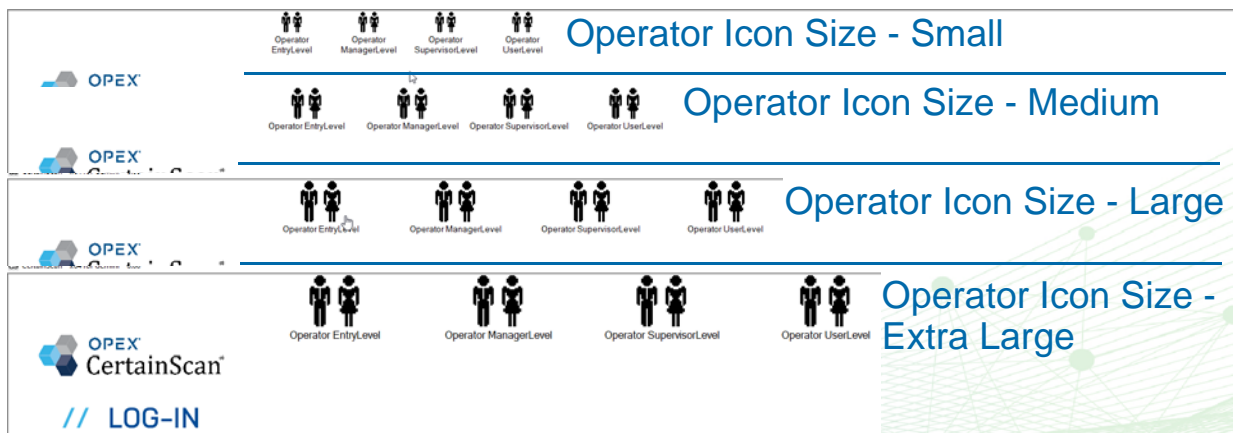 Operator
EntryLevel
Operator
ManagerLevel
Operator
SupervisorLevel
Operator
UserLevel
Operator Icon Size - Small
OPEX
Operator EntryLevel
Operator ManagerLevel
Operator SupervisorLevel
Operator UserLevel
Operator Icon Size - Medium
OPEX
Operator EntryLevel
Operator ManagerLevel
Operator SupervisorLevel
Operator UserLevel
Operator Icon Size - Large
OPEX
Operator EntryLevel
Operator ManagerLevel
Operator SupervisorLevel
Operator UserLevel
Operator Icon Size -
Extra Large
OPEX
CertainScan
// LOG-IN